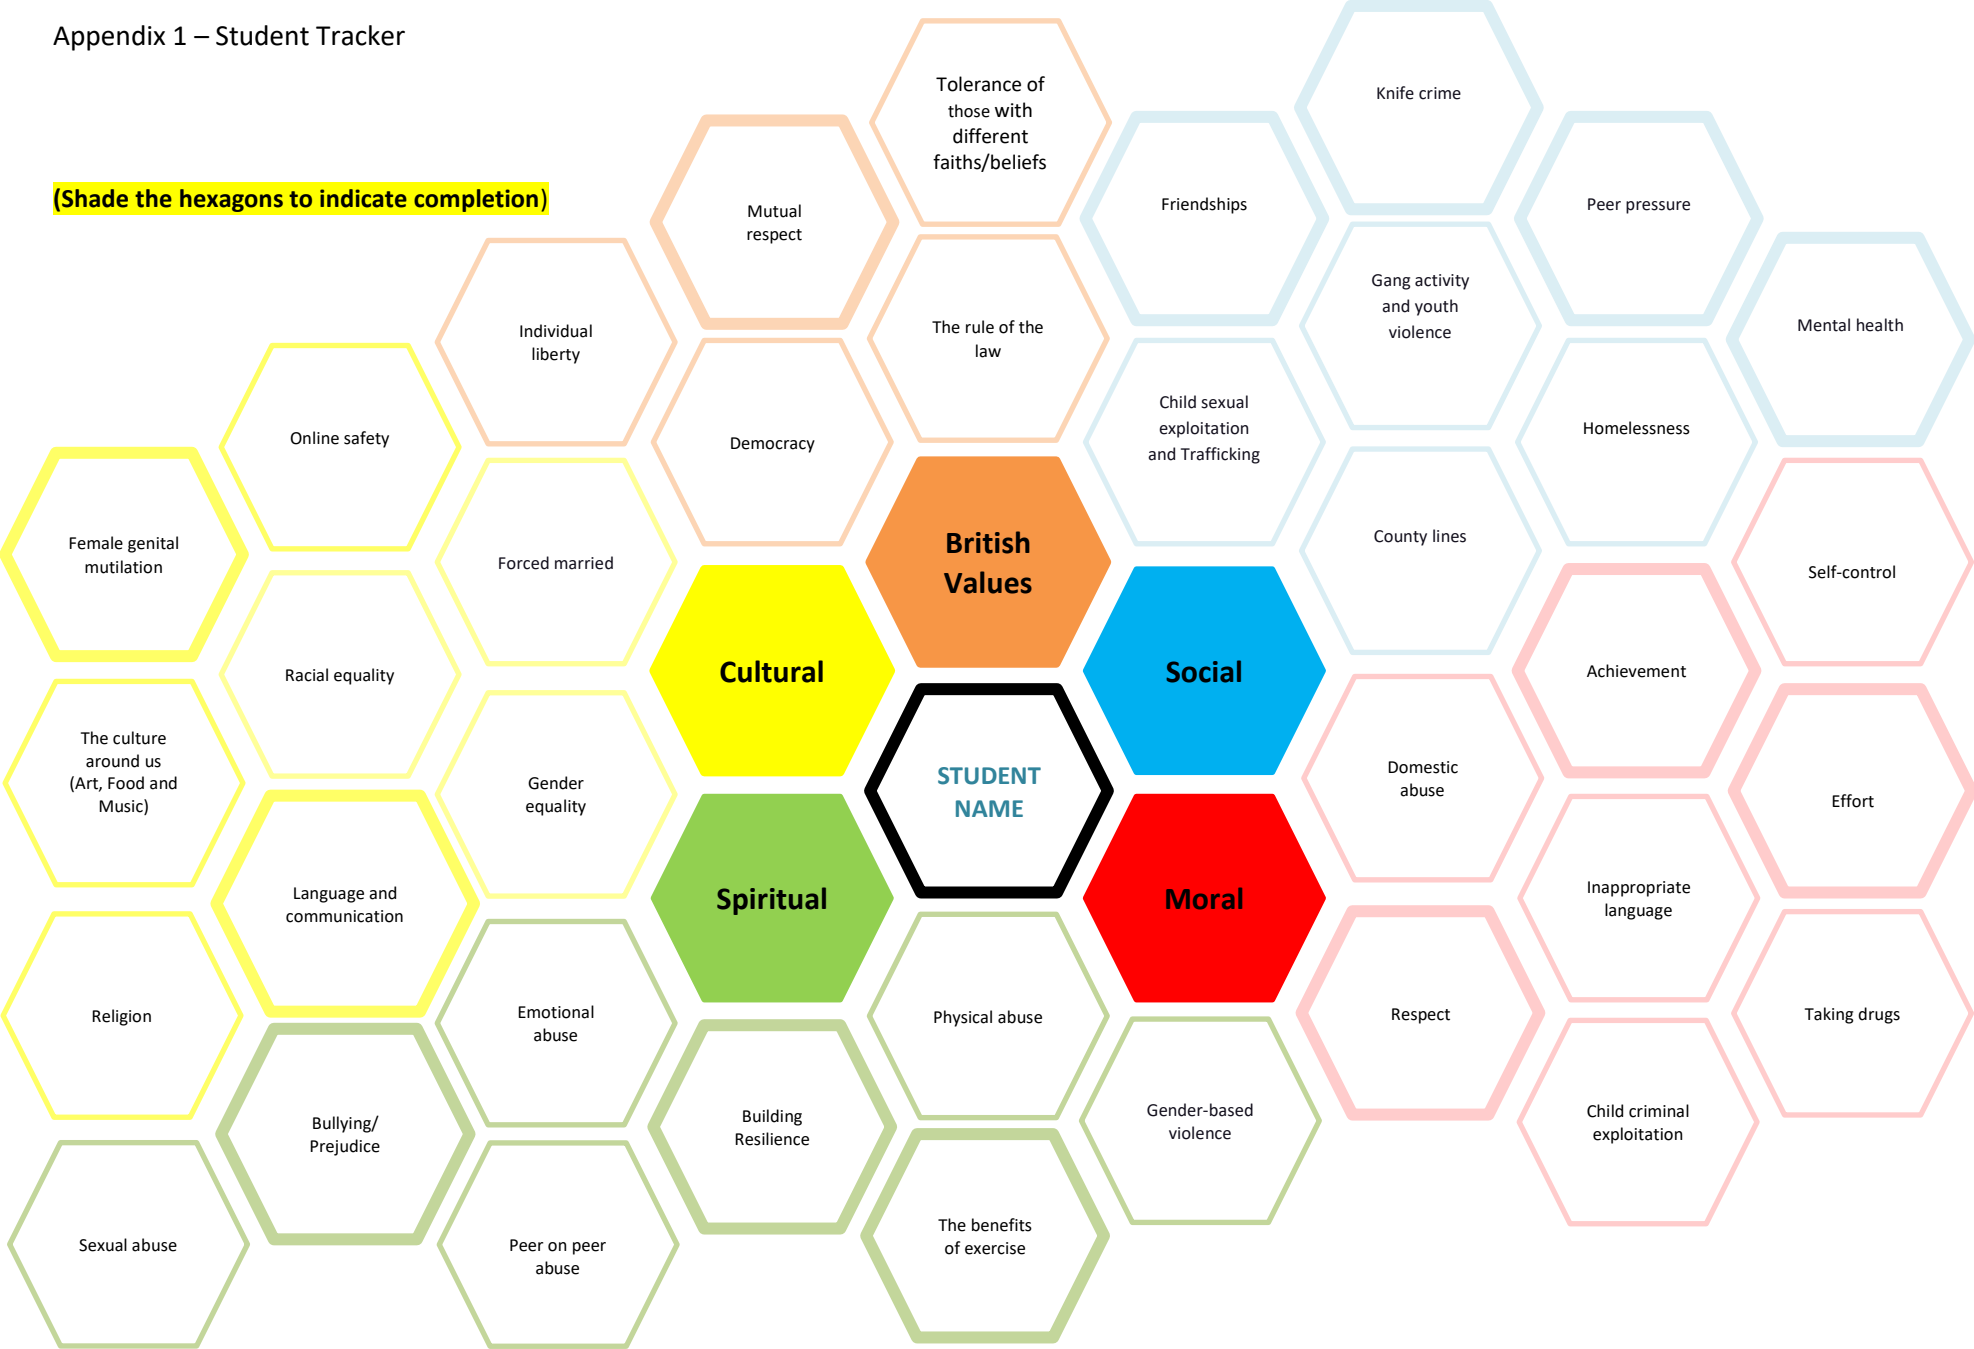 Appendix 1 – Student Tracker
(Shade the hexagons to indicate completion)
Tolerance of
those with
different
faiths/beliefs
Knife crime
Mutual
respect
Friendships
Peer pressure
Individual
liberty
The rule of the
law
Gang activity
and youth
violence
Mental health
Online safety
Democracy
Child sexual
exploitation
and Trafficking
Homelessness
Female genital
mutilation
Forced married
British
Values
County lines
Self-control
Racial equality
Cultural
Social
Achievement
The culture
around us
(Art, Food and
Music)
Gender
equality
STUDENT
NAME
Domestic
abuse
Effort
Language and
communication
Spiritual
Moral
Inappropriate
language
Religion
Emotional
abuse
Physical abuse
Respect
Taking drugs
Bullying/
Prejudice
Building
Resilience
Gender-based
violence
Child criminal
exploitation
Sexual abuse
Peer on peer
abuse
The benefits
of exercise